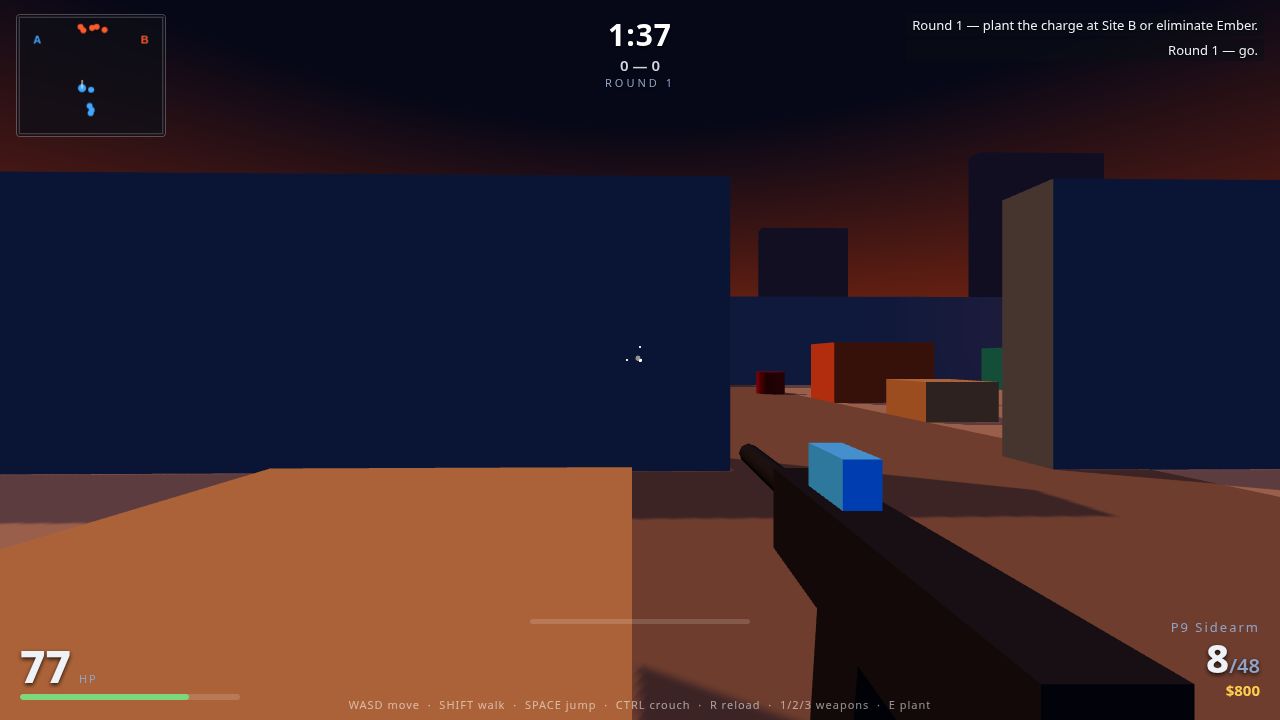 A
B
1:37
0 — 0
ROUND 1
Round 1 — plant the charge at Site B or eliminate Ember.
Round 1 — go.
77 HP
P9 Sidearm
8/48
$800
WASD move · SHIFT walk · SPACE jump · CTRL crouch · R reload · 1/2/3 weapons · E plant